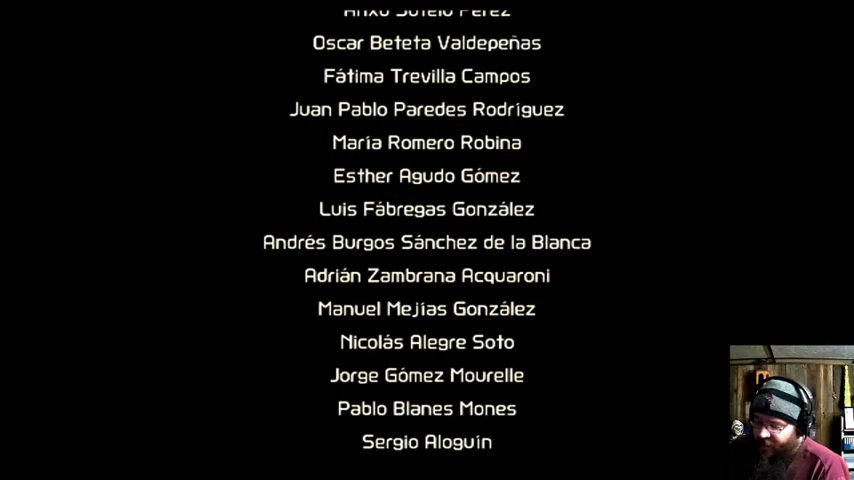 Oscar Beteta Valdepeñas
Fátima Trevilla Campos
Juan Pablo Paredes Rodríguez
María Romero Robina
Esther Agudo Gómez
Luis Fábregas González
Andrés Burgos Sánchez de la Blanca
Adrián Zambrana Acquaroni
Manuel Mejías González
Nicolás Alegre Soto
Jorge Gómez Mourelle
Pablo Blanes Mones
Sergio Aloguín